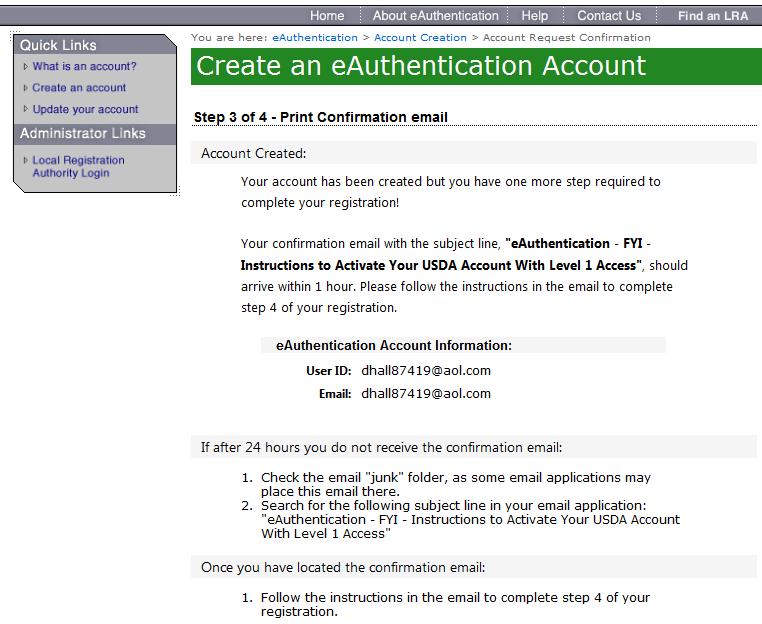 Home About eAuthentication Help Contact Us Find an LRA
Quick Links
What is an account?
Create an account
Update your account
Administrator Links
Local Registration
Authority Login
You are here: eAuthentication > Account Creation > Account Request Confirmation
Create an eAuthentication Account
Step 3 of 4 - Print Confirmation email
Account Created:
Your account has been created but you have one more step required to
complete your registration!
Your confirmation email with the subject line, "eAuthentication - FYI -
Instructions to Activate Your USDA Account With Level 1 Access", should
arrive within 1 hour. Please follow the instructions in the email to complete
step 4 of your registration.
eAuthentication Account Information:
User ID: dhall87419@aol.com
Email: dhall87419@aol.com
If after 24 hours you do not receive the confirmation email:
1. Check the email "junk" folder, as some email applications may
place this email there.
2. Search for the following subject line in your email application:
"eAuthentication - FYI - Instructions to Activate Your USDA Account
With Level 1 Access"
Once you have located the confirmation email:
1. Follow the instructions in the email to complete step 4 of your
registration.